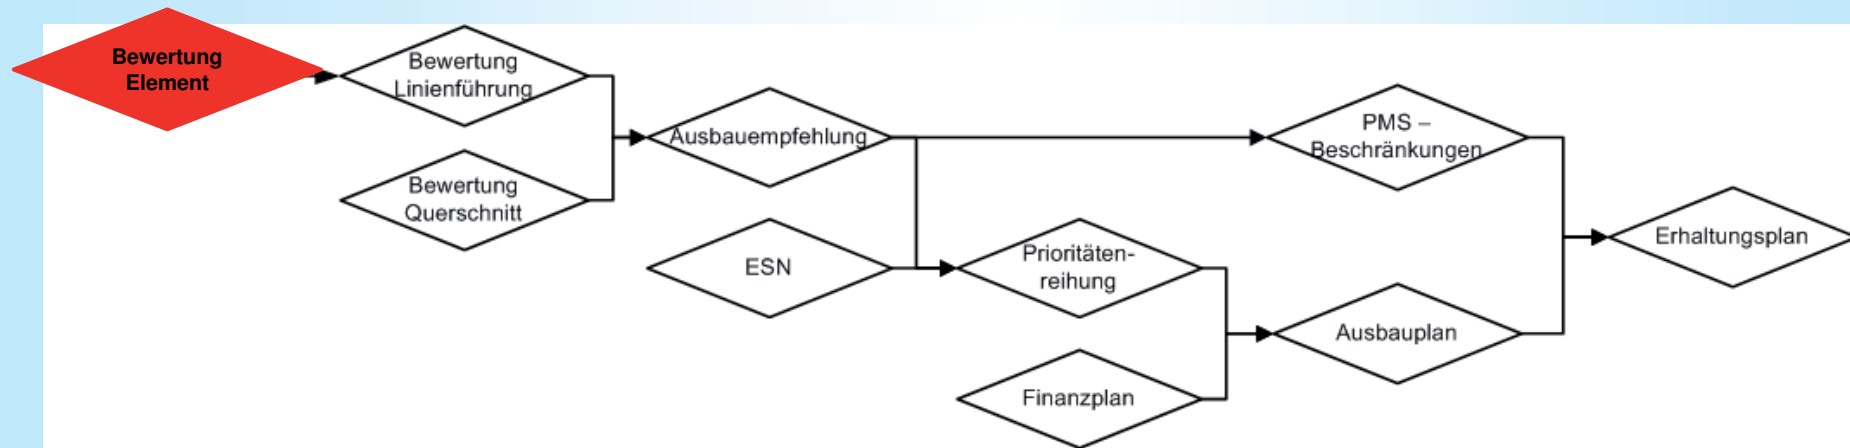 Bewertung
Element
Bewertung
Linienführung
Bewertung
Querschnitt
Ausbauempfehlung
ESN
Prioritäten-
reihung
Finanzplan
PMS –
Beschränkungen
Ausbauplan
Erhaltungsplan